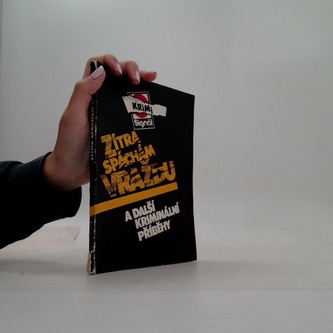 KRIMI
Signál
ZÍTRA
SPÁCHÁM
VRAŽDU
A DALŠÍ
KRIMINÁLNÍ
PŘÍBĚHY